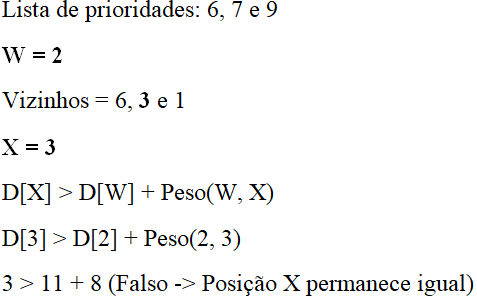 Lista de prioridades: 6, 7 e 9
W = 2
Vizinhos = 6, 3 e 1
X = 3
D[X] > D[W] + Peso(W, X)
D[3] > D[2] + Peso(2, 3)
3 > 11 + 8 (Falso -> Posição X permanece igual)